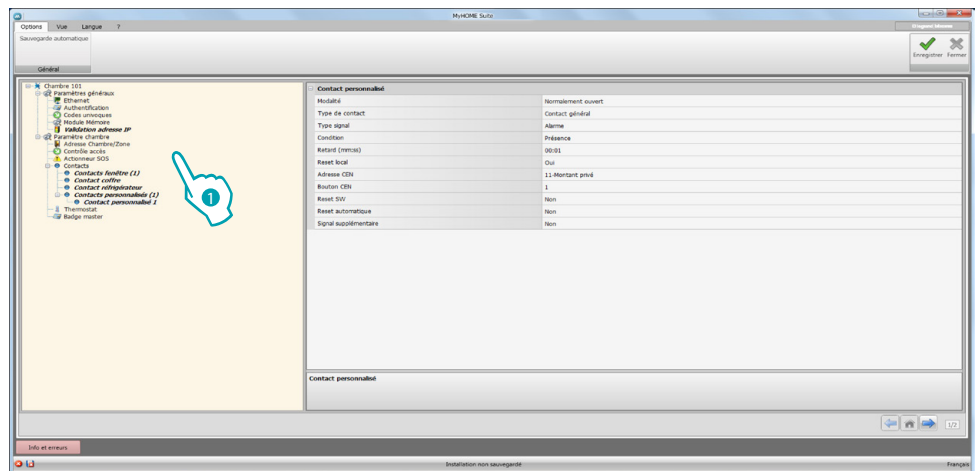 MyHOME Suite
Options Vue Langue ?
Sauvegarde automatique
Enregistrer Fermer
Général
Chambre 101
Paramètres généraux
Ethernet
Authentification
Codes univoques
Module Mémoire
Validation adresse IP
Paramètre chambre
Adresse Chambre/Zone
Contrôle accès
Actionneur SOS
Contacts
Contacts fenêtre (1)
Contact coffre
Contact réfrigérateur
Contacts personnalisés (1)
Contact personnalisé 1
Thermostat
Badge master
1
Contact personnalisé
Modalité Normalement ouvert
Type de contact Contact général
Type signal Alarme
Condition Présence
Retard (mm:ss) 00:01
Reset local Oui
Adresse CEN 11-Montant privé
Bouton CEN 1
Reset SW Non
Reset automatique Non
Signal supplémentaire Non
Contact personnalisé
1/2
Info et erreurs
Installation non sauvegardé
Français